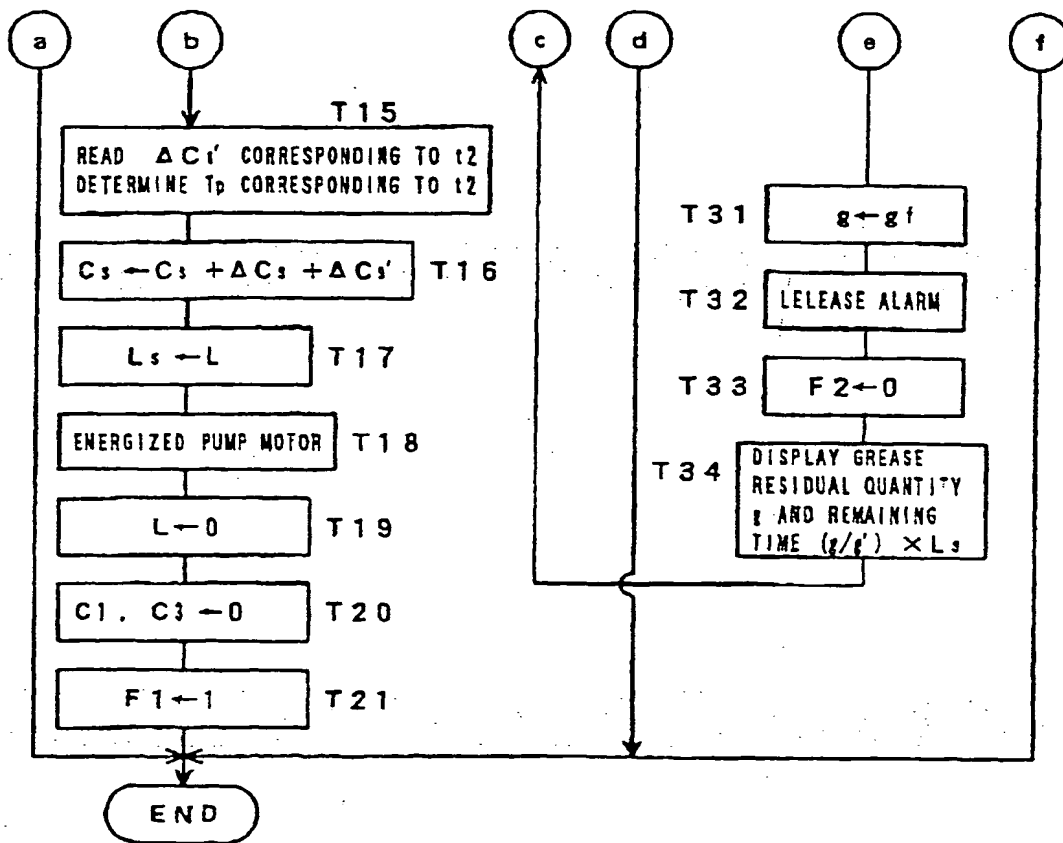 a
b
c
d
e
f
T15
READ ΔCs' CORRESPONDING TO t2
DETERMINE Tp CORRESPONDING TO t2
Cs←Cs+ΔCs+ΔCs'
T16
Ls←L
T17
ENERGIZED PUMP MOTOR
T18
L←0
T19
C1. C3←0
T20
F1←1
T21
END
T31
g←gf
T32
LELEASE ALARM
T33
F2←0
T34
DISPLAY GREASE
RESIDUAL QUANTITY
g AND REMAINING
TIME (g/g') ×Ls